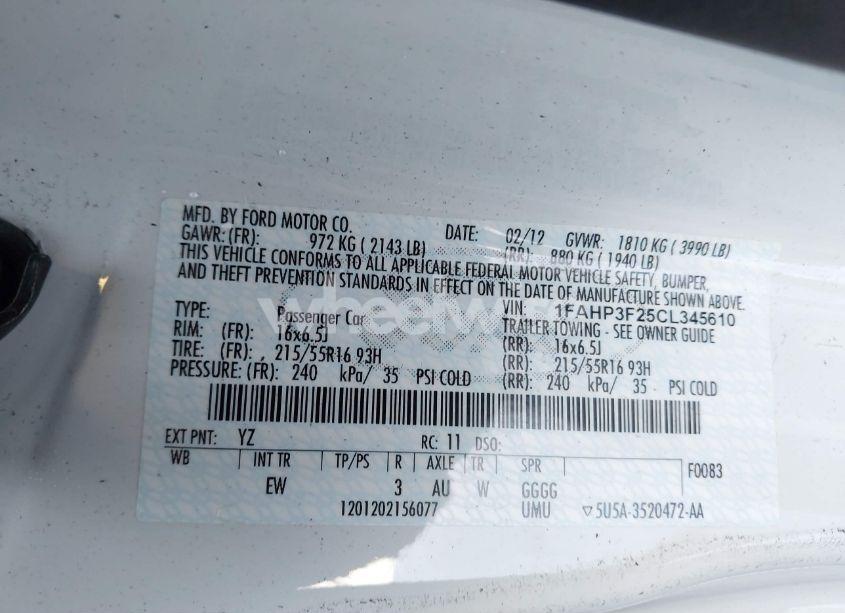 MFD. BY FORD MOTOR CO. DATE: 02/12 GVWR: 1810 KG ( 3990 LB)
GAWR: (FR): 972 KG ( 2143 LB) (RR): 880 KG ( 1940 LB)
THIS VEHICLE CONFORMS TO ALL APPLICABLE FEDERAL MOTOR VEHICLE SAFETY, BUMPER,
AND THEFT PREVENTION STANDARDS IN EFFECT ON THE DATE OF MANUFACTURE SHOWN ABOVE.
VIN: 1FAHP3F25CL345610
TYPE: Passenger Car TRAILER TOWING - SEE OWNER GUIDE
RIM: (FR): 16x6.5J (RR): 16x6.5J
TIRE: (FR): 215/55R16 93H (RR): 215/55R16 93H
PRESSURE: (FR): 240 kPa/ 35 PSI COLD (RR): 240 kPa/ 35 PSI COLD
EXT PNT: YZ RC: 11 DSO:
WB INT TR TP/PS R AXLE TR SPR F0083
EW 3 AU W GGGG
1201202156077 UMU ▽5U5A-3520472-AA